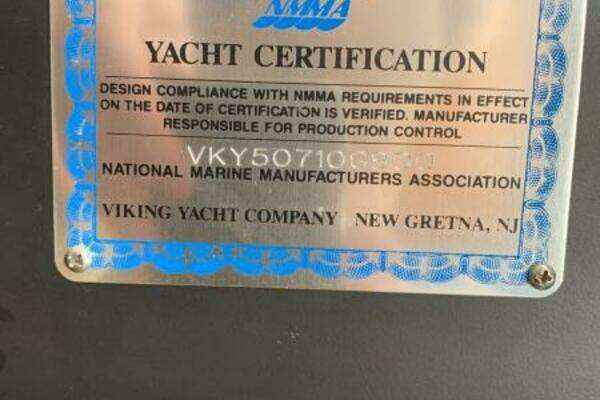 NMMA
YACHT CERTIFICATION
DESIGN COMPLIANCE WITH NMMA REQUIREMENTS IN EFFECT
ON THE DATE OF CERTIFICATION IS VERIFIED. MANUFACTURER
RESPONSIBLE FOR PRODUCTION CONTROL
NATIONAL MARINE MANUFACTURERS ASSOCIATION
VIKING YACHT COMPANY NEW GRETNA, NJ